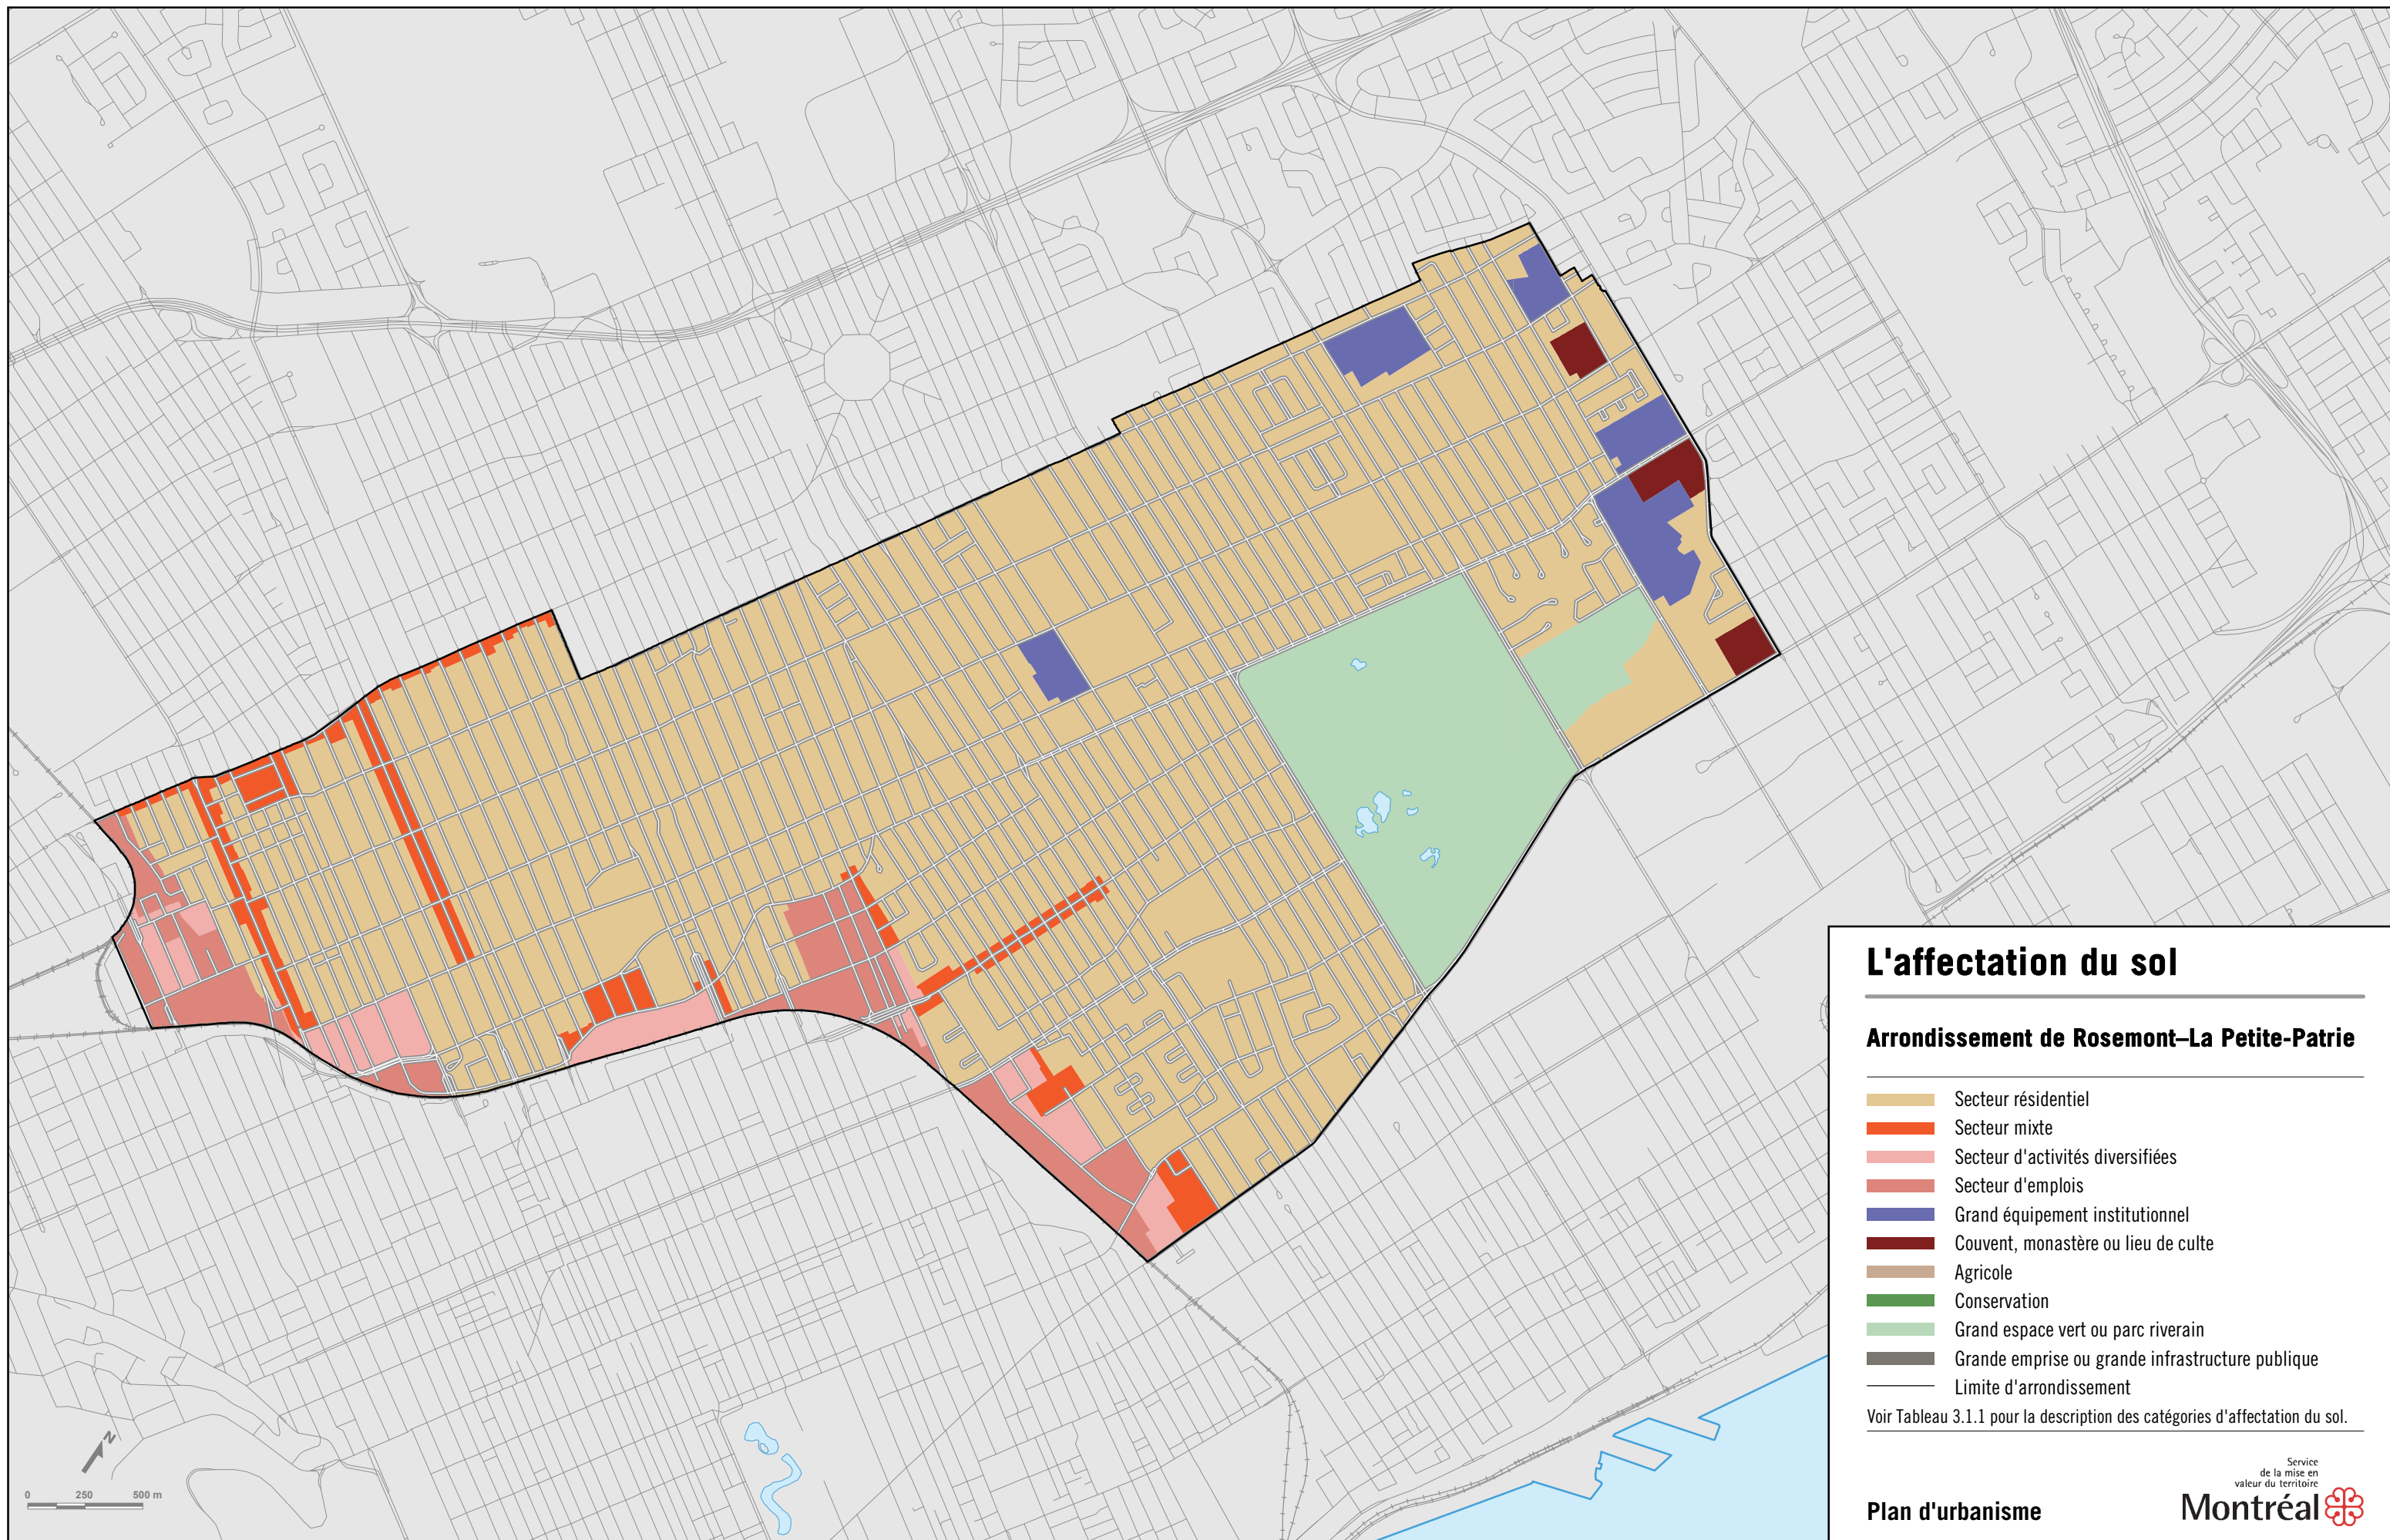 L'affectation du sol
Arrondissement de Rosemont–La Petite-Patrie
Secteur résidentiel
Secteur mixte
Secteur d'activités diversifiées
Secteur d'emplois
Grand équipement institutionnel
Couvent, monastère ou lieu de culte
Agricole
Conservation
Grand espace vert ou parc riverain
Grande emprise ou grande infrastructure publique
Limite d'arrondissement
Voir Tableau 3.1.1 pour la description des catégories d'affectation du sol.
N
0 250 500 m
Service
de la mise en
valeur du territoire
Plan d'urbanisme
Montréal